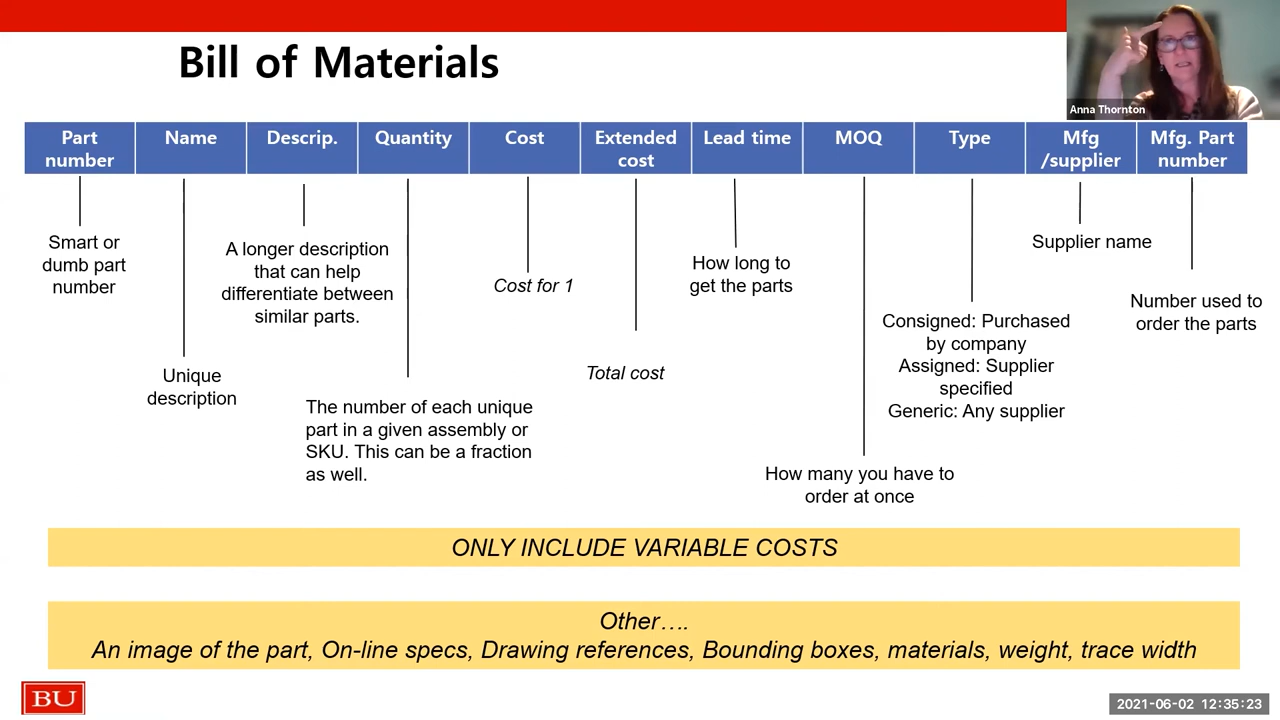 Bill of Materials
Anna Thornton
Part
number
Name
Descrip.
Quantity
Cost
Extended
cost
Lead time
MOQ
Type
Mfg
/supplier
Mfg. Part
number
Smart or
dumb part
number
Unique
description
A longer description
that can help
differentiate between
similar parts.
The number of each unique
part in a given assembly or
SKU. This can be a fraction
as well.
Cost for 1
Total cost
How long to
get the parts
How many you have to
order at once
Consigned: Purchased
by company
Assigned: Supplier
specified
Generic: Any supplier
Supplier name
Number used to
order the parts
ONLY INCLUDE VARIABLE COSTS
Other….
An image of the part, On-line specs, Drawing references, Bounding boxes, materials, weight, trace width
BU
2021-06-02 12:35:23